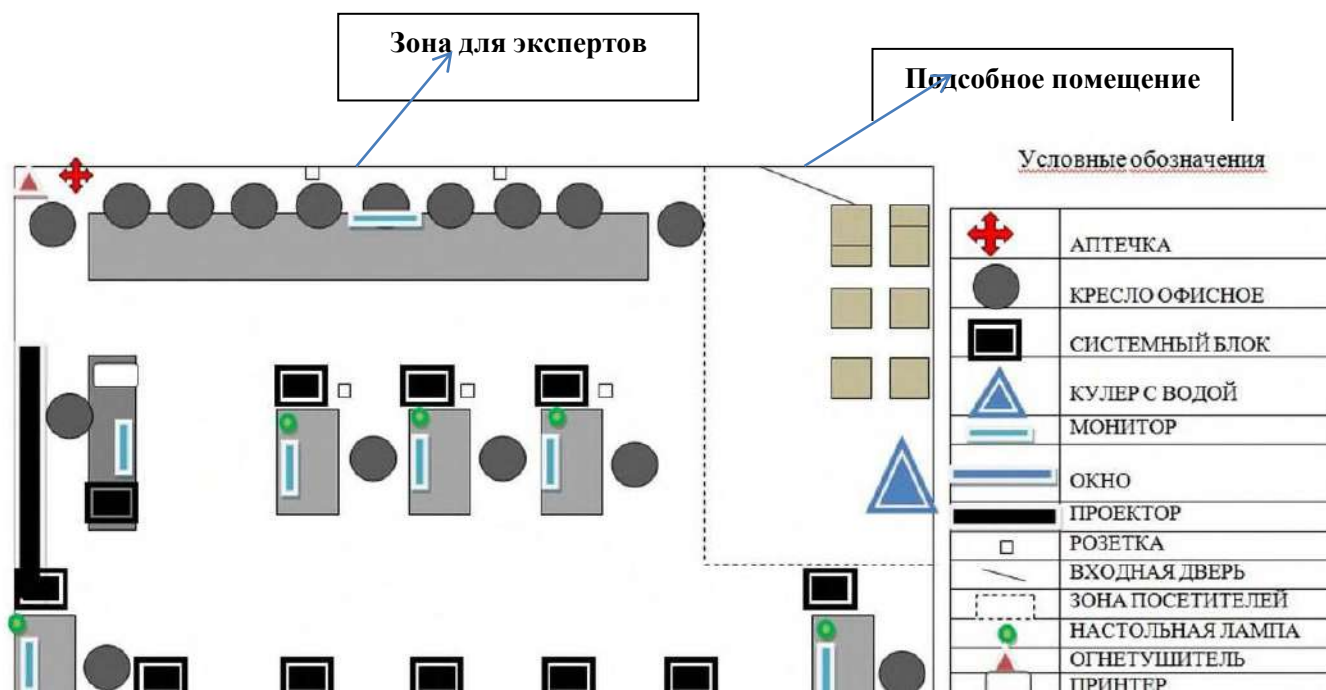 Зона для экспертов
Подсобное помещение
Условные обозначения
АПТЕЧКА
КРЕСЛО ОФИСНОЕ
СИСТЕМНЫЙ БЛОК
КУЛЕР С ВОДОЙ
МОНИТОР
ОКНО
ПРОЕКТОР
РОЗЕТКА
ВХОДНАЯ ДВЕРЬ
ЗОНА ПОСЕТИТЕЛЕЙ
НАСТОЛЬНАЯ ЛАМПА
ОГНЕТУШИТЕЛЬ
ПРИНТЕР